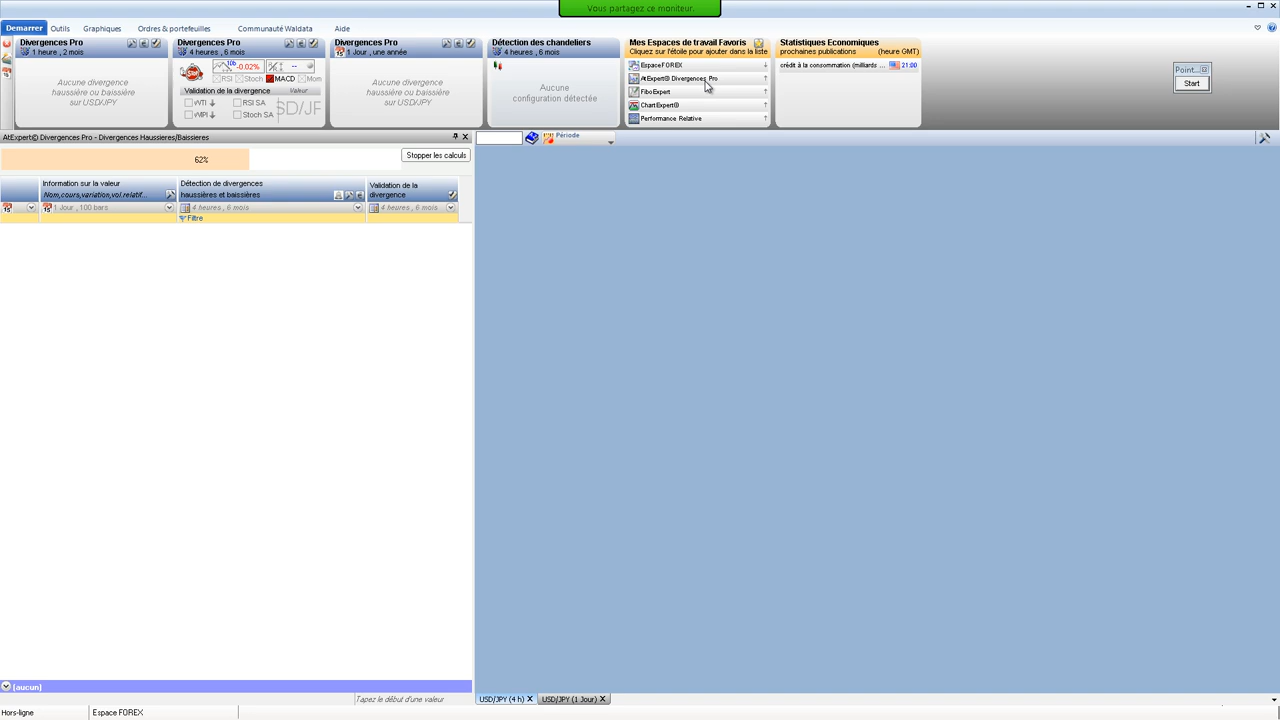 Vous partagez ce moniteur.
Demarrer
Outils
Graphiques
Ordres & portefeuilles
Communauté Waldata
Aide
Divergences Pro
1 heure , 2 mois
Aucune divergence
haussière ou baissière
sur USD/JPY
Divergences Pro
4 heures , 6 mois
106
-0.02%
--
RSI
Stoch
MACD
Mom
Validation de la divergence
Valeur
VTI
RSI SA
VPI
Stoch SA
SD/JF
Divergences Pro
1 Jour , une année
Aucune divergence
haussière ou baissière
sur USD/JPY
Détection des chandeliers
4 heures , 6 mois
Aucune
configuration détectée
Mes Espaces de travail Favoris
Cliquez sur l'étoile pour ajouter dans la liste
EspaceFOREX
AtExpert© Divergences Pro
FiboExpert
ChartExpert©
Performance Relative
Statistiques Economiques
prochaines publications (heure GMT)
crédit à la consommation (milliards ... 21:00
Point...
Start
AtExpert© Divergences Pro - Divergences Haussieres/Baissieres
62%
Stopper les calculs
Information sur la valeur
Nom,cours,variation,vol.relatif...
Détection de divergences
haussières et baissières
Validation de la
divergence
1 Jour , 100 bars
4 heures , 6 mois
4 heures , 6 mois
Filtre
Période
(aucun)
Tapez le début d'une valeur
USD/JPY (4 h)
USD/JPY (1 Jour)
Hors-ligne
Espace FOREX